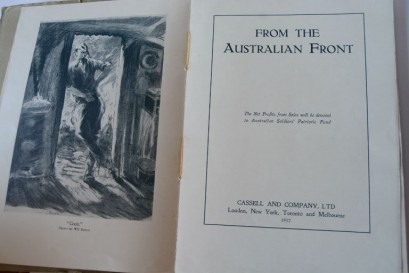 FROM THE
AUSTRALIAN FRONT
The Net Profits from Sales will be devoted
to Australian Soldiers' Patriotic Fund
CASSELL AND COMPANY, LTD
London, New York, Toronto and Melbourne
1917